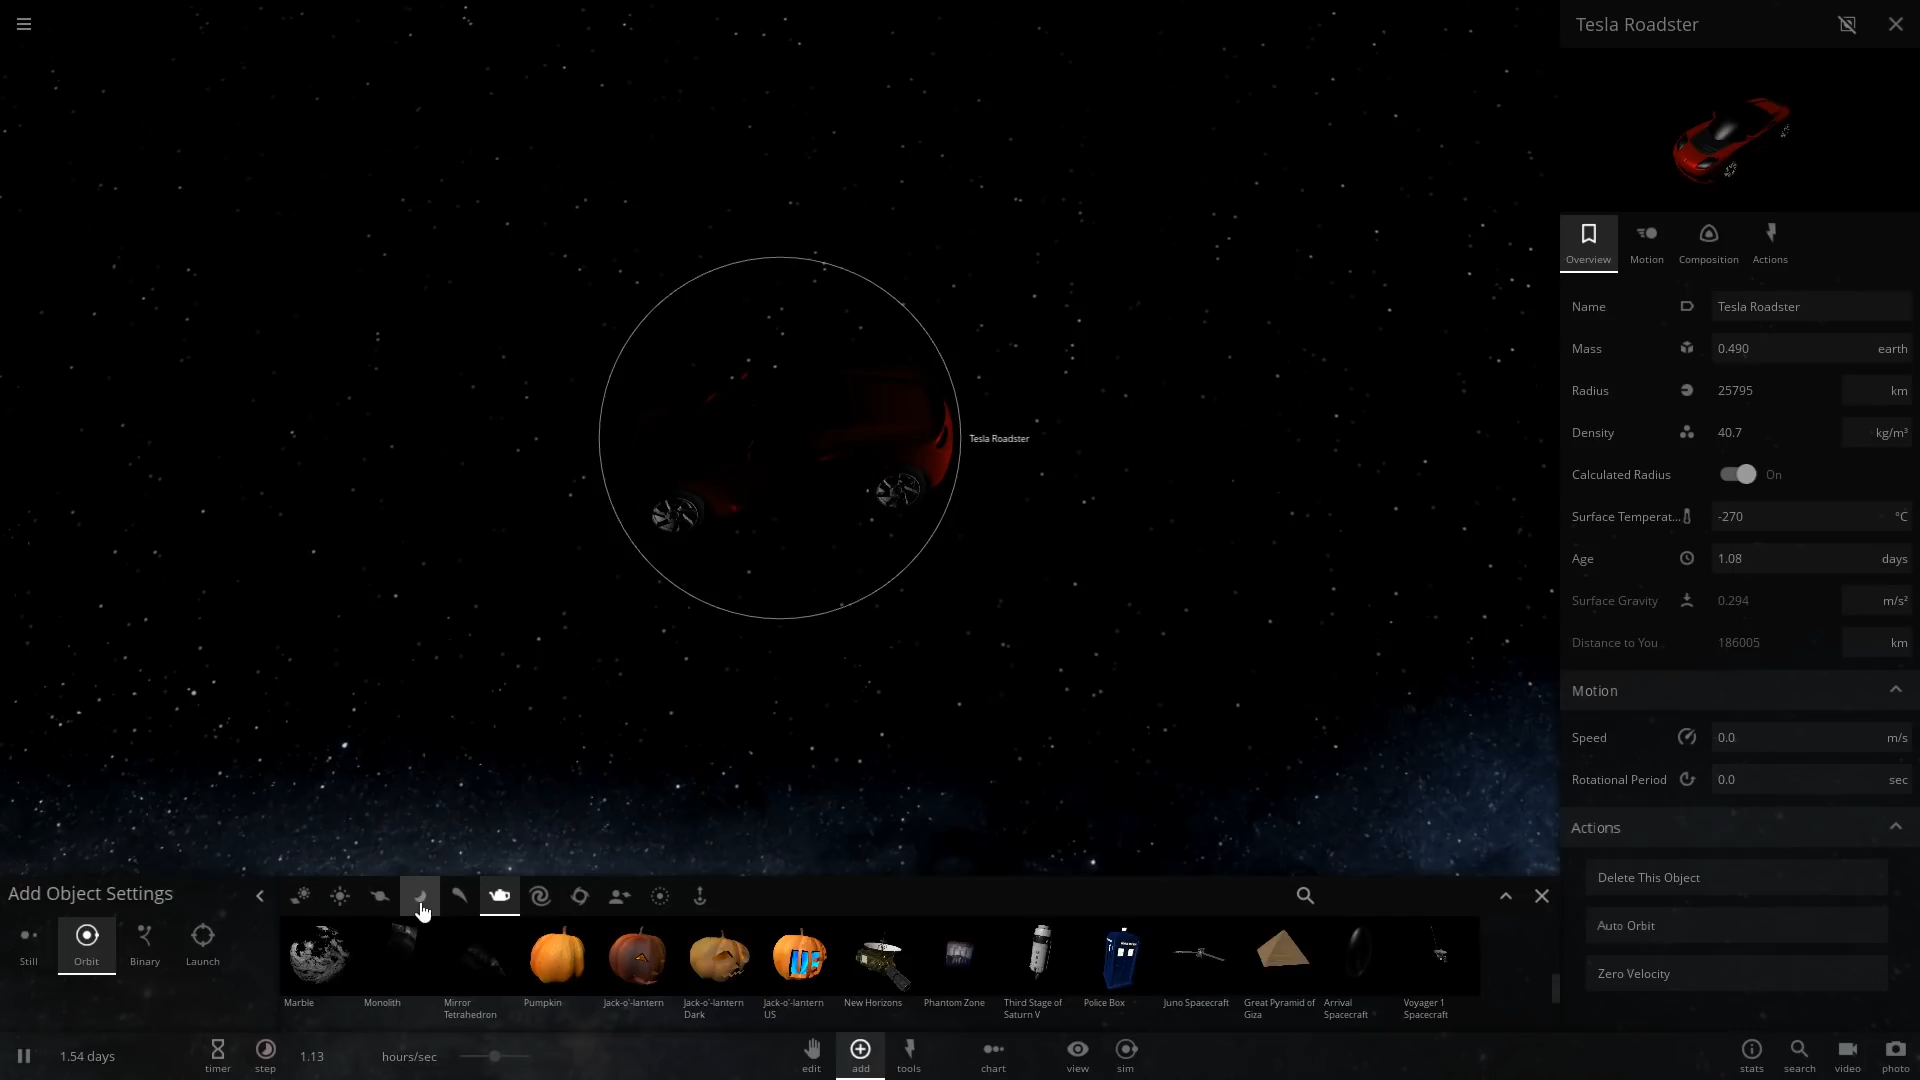 Tesla Roadster
Overview
Motion
Composition
Actions
Name
Tesla Roadster
Mass
0.490
earth
Radius
25795
km
Density
40.7
kg/m³
Calculated Radius
On
Surface Temperat...
-270
°C
Age
1.08
days
Surface Gravity
0.294
m/s²
Distance to You
186005
km
Motion
Speed
0.0
m/s
Rotational Period
0.0
sec
Actions
Delete This Object
Auto Orbit
Zero Velocity
Tesla Roadster
Add Object Settings
Still
Orbit
Binary
Launch
Marble
Monolith
Mirror
Tetrahedron
Pumpkin
Jack-o'-lantern
Jack-o'-lantern
Dark
Jack-o'-lantern
US
New Horizons
Phantom Zone
Third Stage of
Saturn V
Police Box
Juno Spacecraft
Great Pyramid of
Giza
Arrival
Spacecraft
Voyager 1
Spacecraft
1.54 days
timer
step
1.13
hours/sec
edit
add
tools
chart
view
sim
stats
search
video
photo